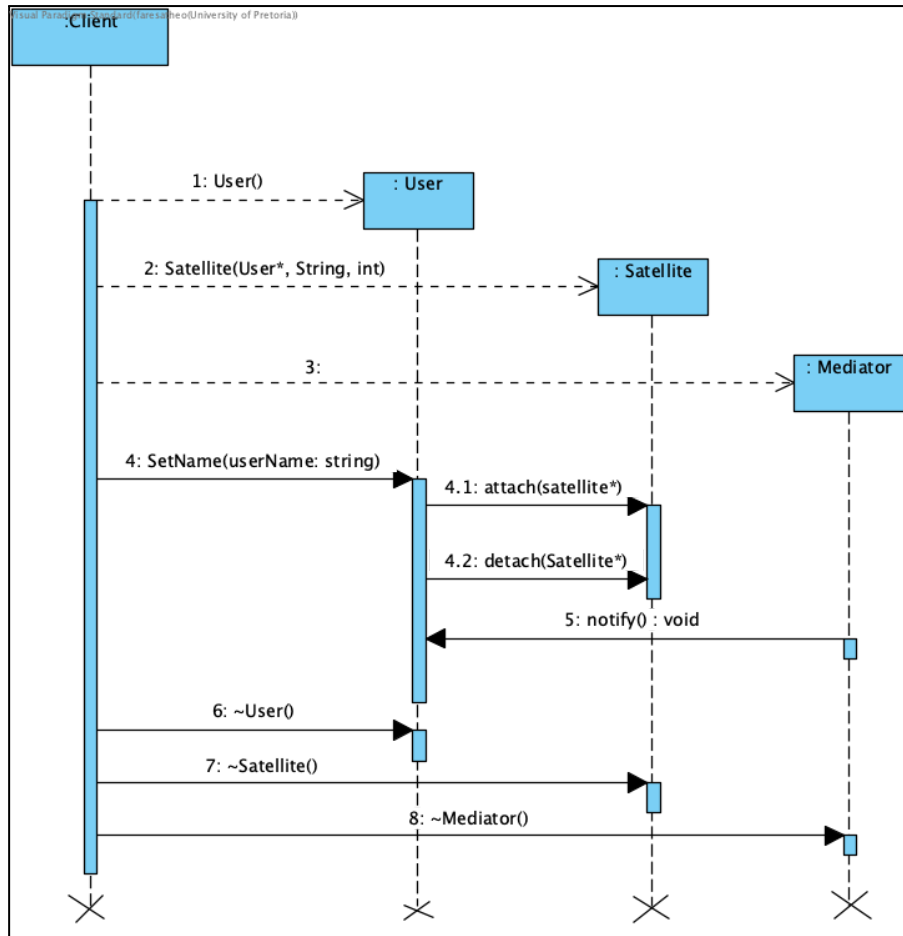 :Client
1: User()
: User
2: Satellite(User*, String, int)
: Satellite
3:
: Mediator
4: SetName(userName: string)
4.1: attach(satellite*)
4.2: detach(Satellite*)
5: notify() : void
6: ~User()
7: ~Satellite()
8: ~Mediator()